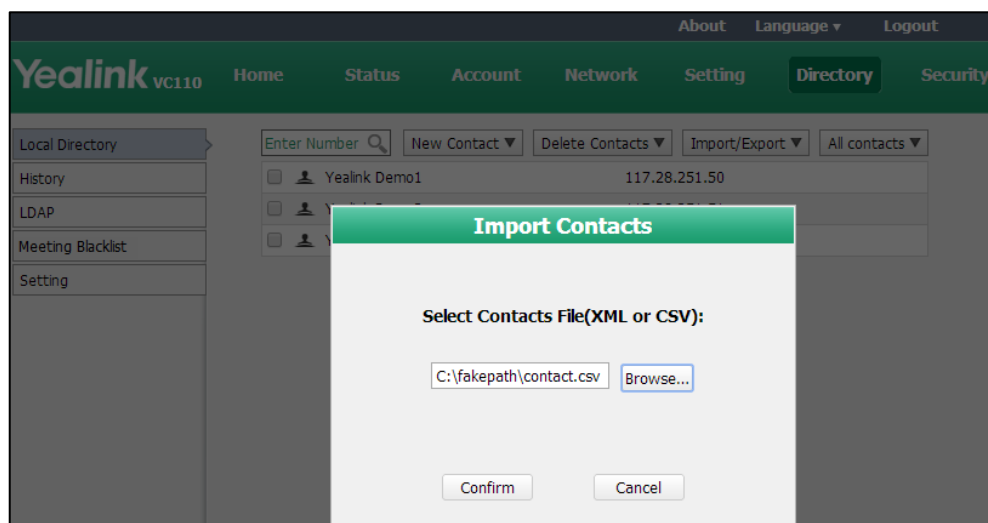 About Language ▾ Logout
Yealink VC110 Home Status Account Network Setting Directory Security
Local Directory
Enter Number New Contact ▼ Delete Contacts ▼ Import/Export ▼ All contacts ▼
History
Yealink Demo1 117.28.251.50
LDAP
Meeting Blacklist
Setting
Import Contacts
Select Contacts File(XML or CSV):
C:\fakepath\contact.csv Browse...
Confirm Cancel